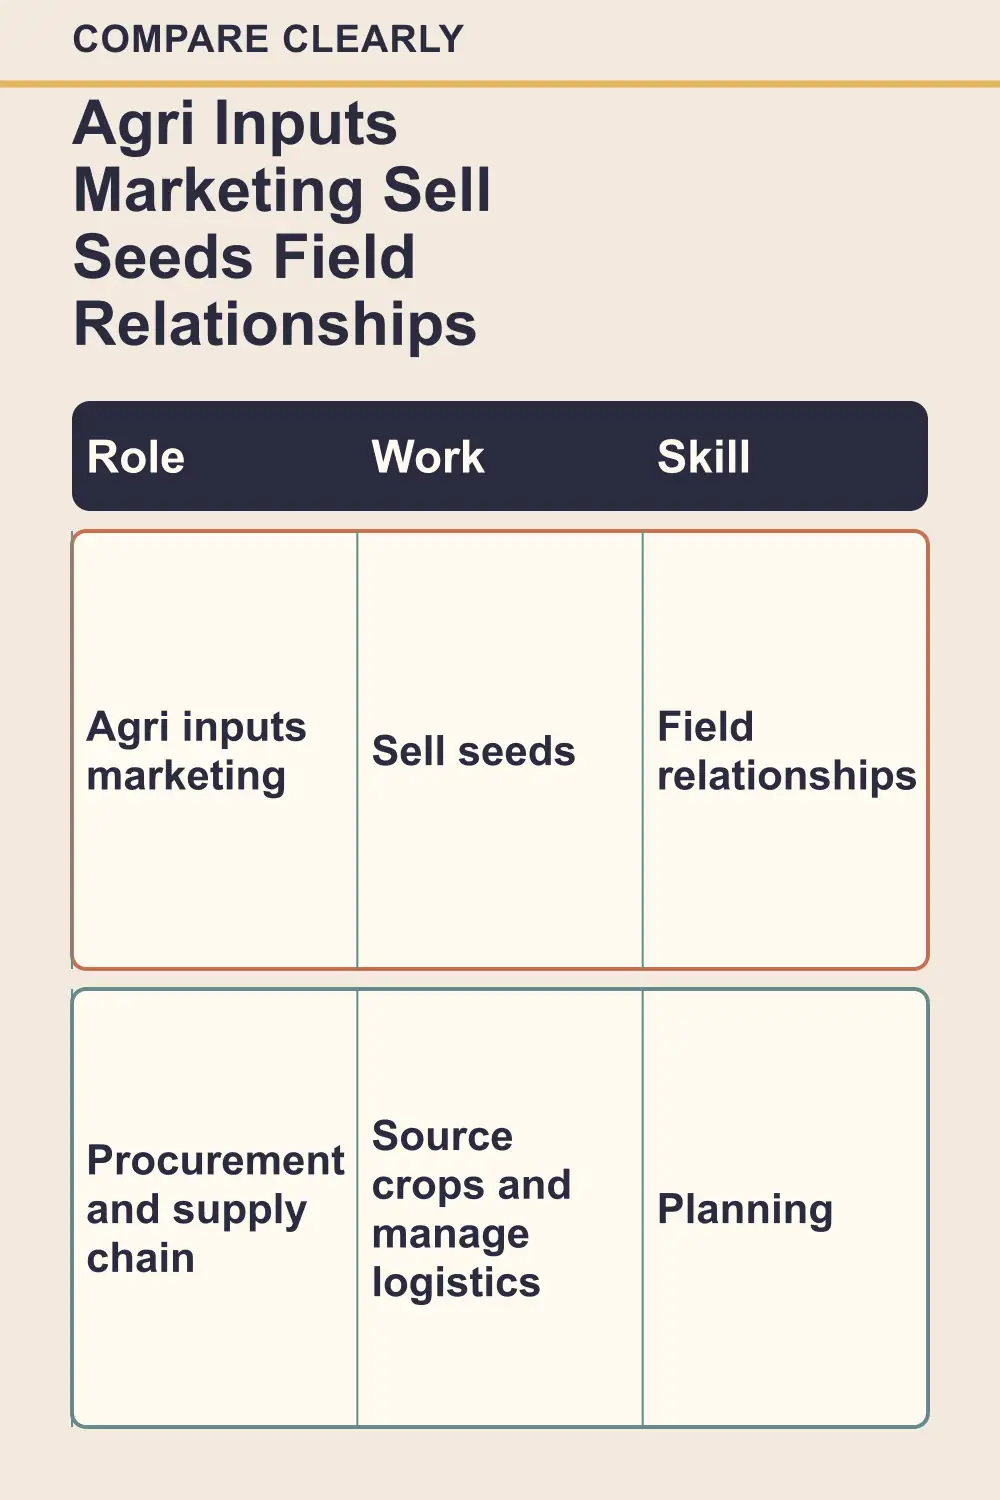 COMPARE CLEARLY
Agri Inputs
Marketing Sell
Seeds Field
Relationships
Role Work Skill
Agri inputs
marketing
Sell seeds
Field
relationships
Procurement
and supply
chain
Source
crops and
manage
logistics
Planning